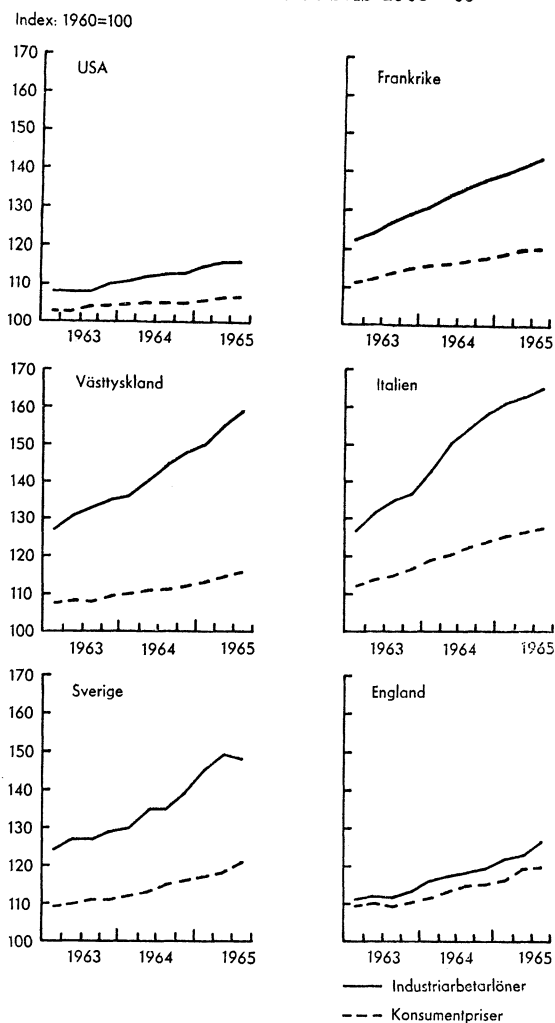 Index: 1960=100
USA
170
160
150
140
130
120
110
100
1963 1964 1965
Frankrike
1963 1964 1965
Västtyskland
170
160
150
140
130
120
110
100
1963 1964 1965
Italien
1963 1964 1965
Sverige
170
160
150
140
130
120
110
100
1963 1964 1965
England
1963 1964 1965
Industriarbetarlöner
Konsumentpriser